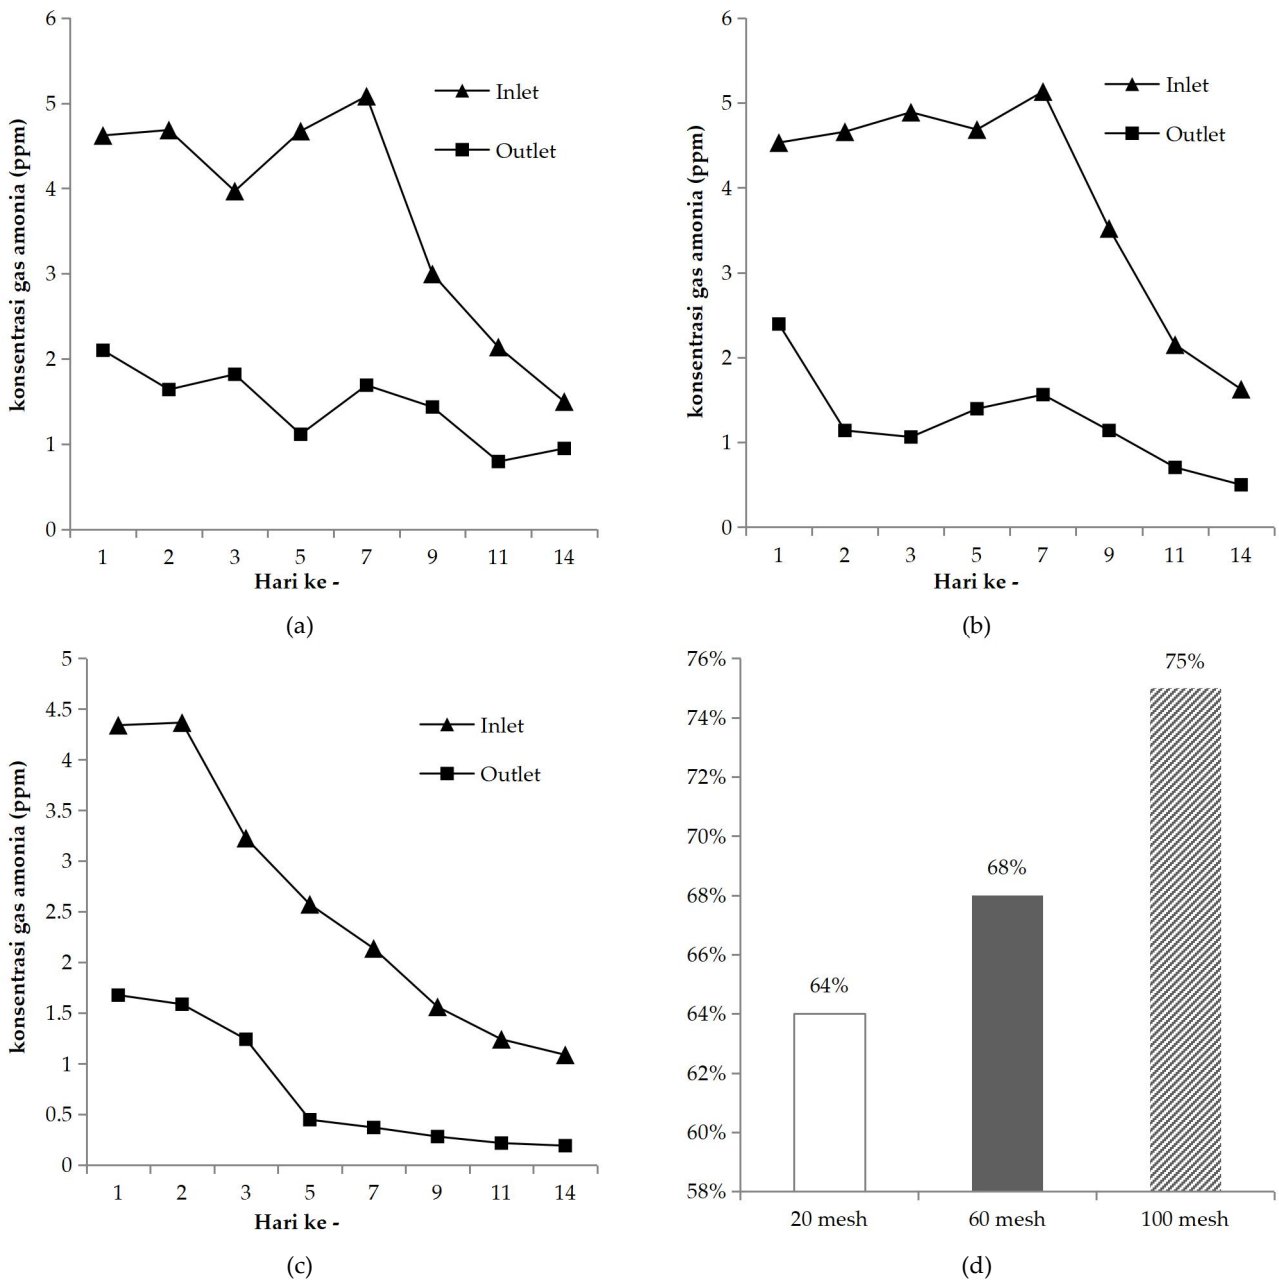 6
5
4
3
2
1
0
konsentrasi gas amonia (ppm)
Inlet
Outlet
1 2 3 5 7 9 11 14
Hari ke -
(a)
6
5
4
3
2
1
0
konsentrasi gas amonia (ppm)
Inlet
Outlet
1 2 3 5 7 9 11 14
Hari ke -
(b)
5
4.5
4
3.5
3
2.5
2
1.5
1
0.5
0
konsentrasi gas amonia (ppm)
Inlet
Outlet
1 2 3 5 7 9 11 14
Hari ke -
(c)
76%
74%
72%
70%
68%
66%
64%
62%
60%
58%
64%
68%
75%
20 mesh 60 mesh 100 mesh
(d)